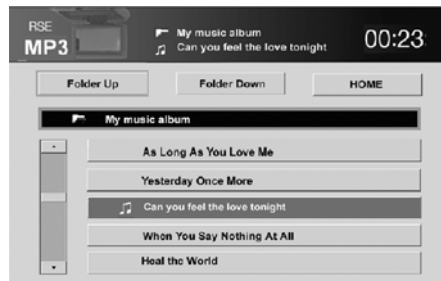 RSE
MP3
My music album
Can you feel the love tonight
00:23
Folder Up
Folder Down
HOME
My music album
As Long As You Love Me
Yesterday Once More
Can you feel the love tonight
When You Say Nothing At All
Heal the World